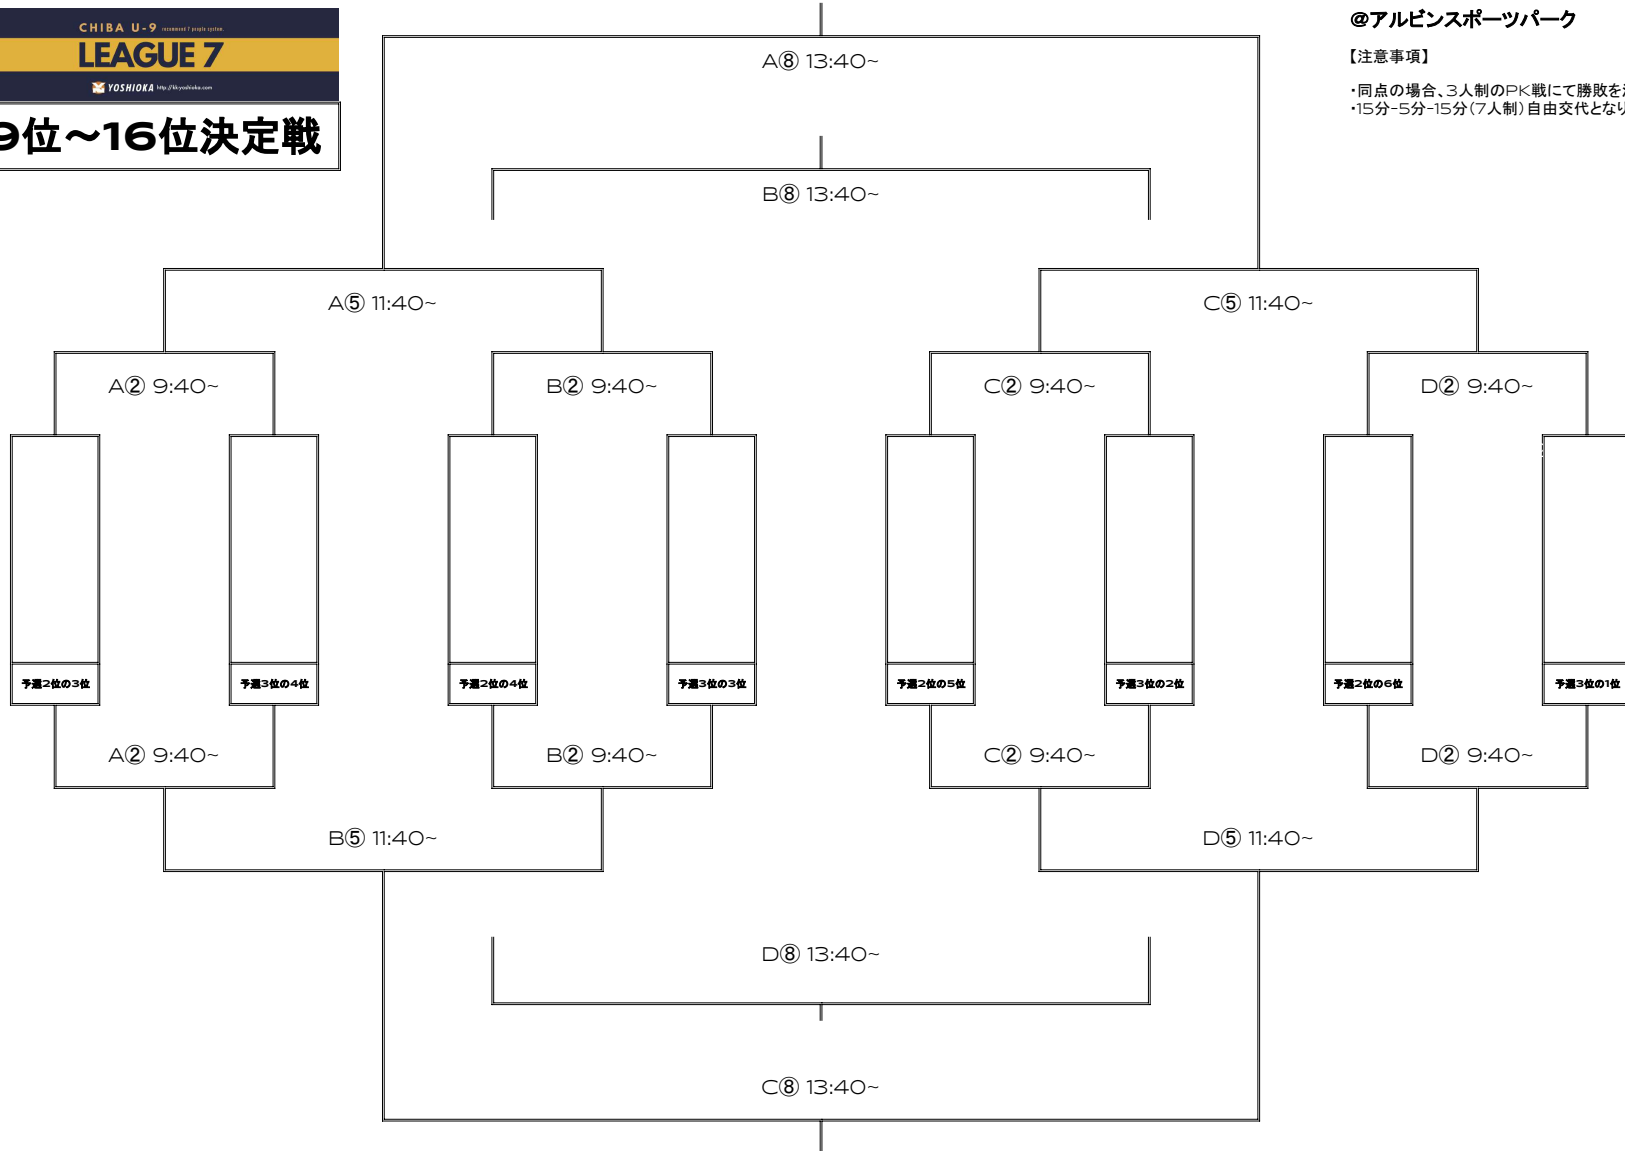 CHIBA U-9 recommend 7 people system.
LEAGUE 7
YOSHIOKA http://kkyoshioka.com
9位～16位決定戦
@アルビンスポーツパーク
【注意事項】
・同点の場合、3人制のPK戦にて勝敗を
・15分-5分-15分(7人制)自由交代となり
A⑧ 13:40~
B⑧ 13:40~
A⑤ 11:40~
C⑤ 11:40~
A② 9:40~
B② 9:40~
C② 9:40~
D② 9:40~
予選2位の3位
予選3位の4位
予選2位の4位
予選3位の3位
予選2位の5位
予選3位の2位
予選2位の6位
予選3位の1位
A② 9:40~
B② 9:40~
C② 9:40~
D② 9:40~
B⑤ 11:40~
D⑤ 11:40~
D⑧ 13:40~
C⑧ 13:40~